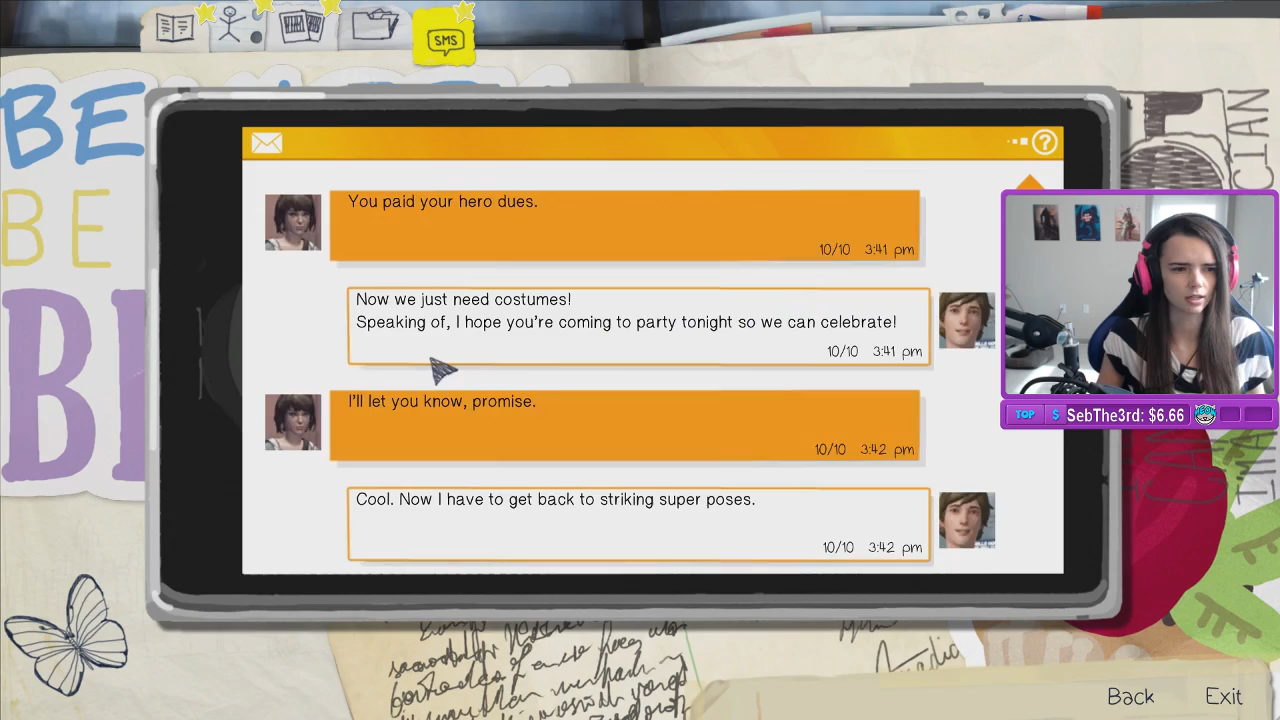 SMS
BE
BE
You paid your hero dues.
10/10 3:41 pm
Now we just need costumes!
Speaking of, I hope you're coming to party tonight so we can celebrate!
10/10 3:41 pm
I'll let you know, promise.
10/10 3:42 pm
Cool. Now I have to get back to striking super poses.
10/10 3:42 pm
TOP $ SebThe3rd: $6.66
Back Exit